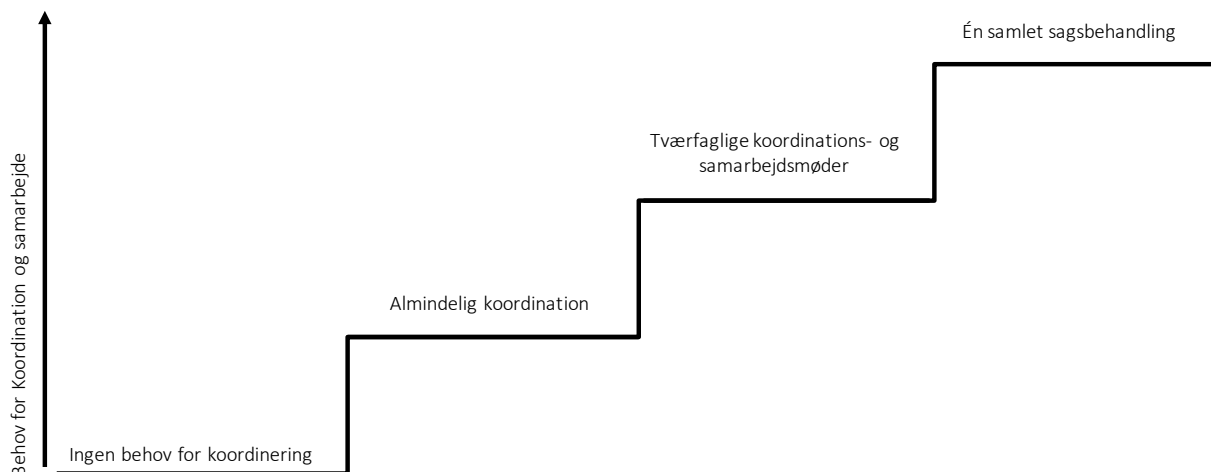 Én samlet sagsbehandling
Tværfaglige koordinations- og
samarbejdsmøder
Almindelig koordination
Ingen behov for koordinering
Behov for Koordination og samarbejde